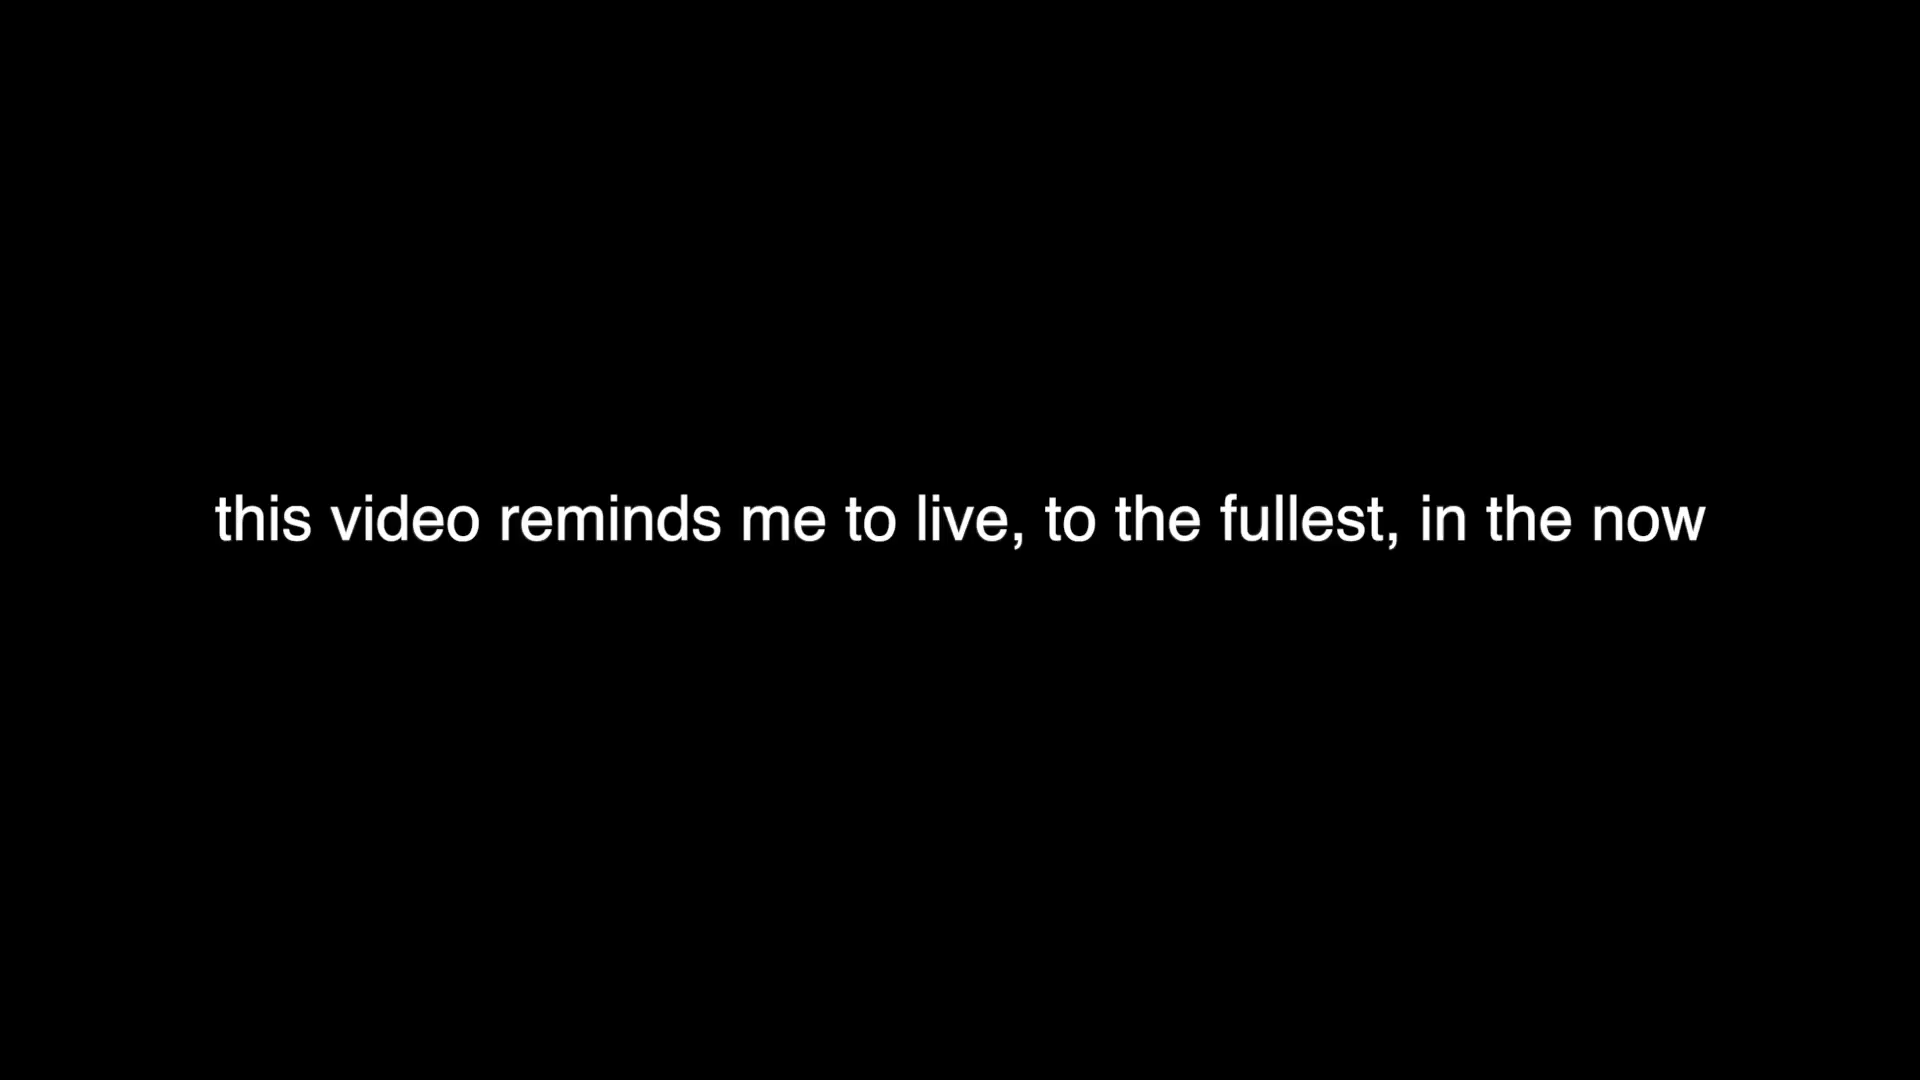 this video reminds me to live, to the fullest, in the now